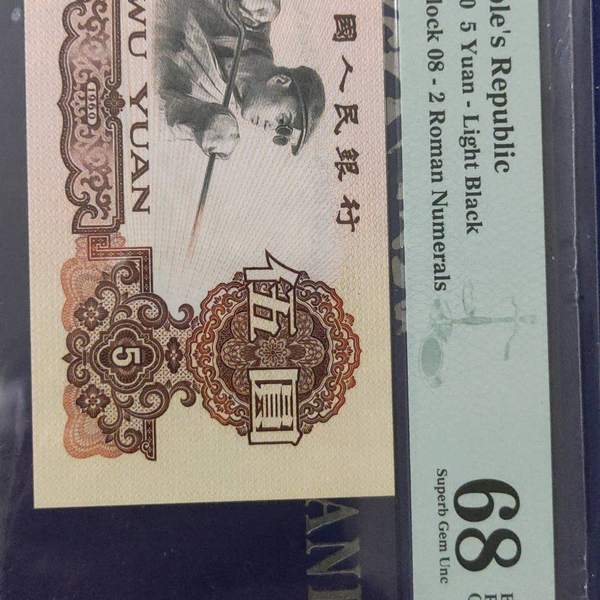 ple's Republic
0 5 Yuan - Light Black
lock 08 - 2 Roman Numerals
68
Superb Gem Unc
國人民銀行
伍圓
WU YUAN
1960
5